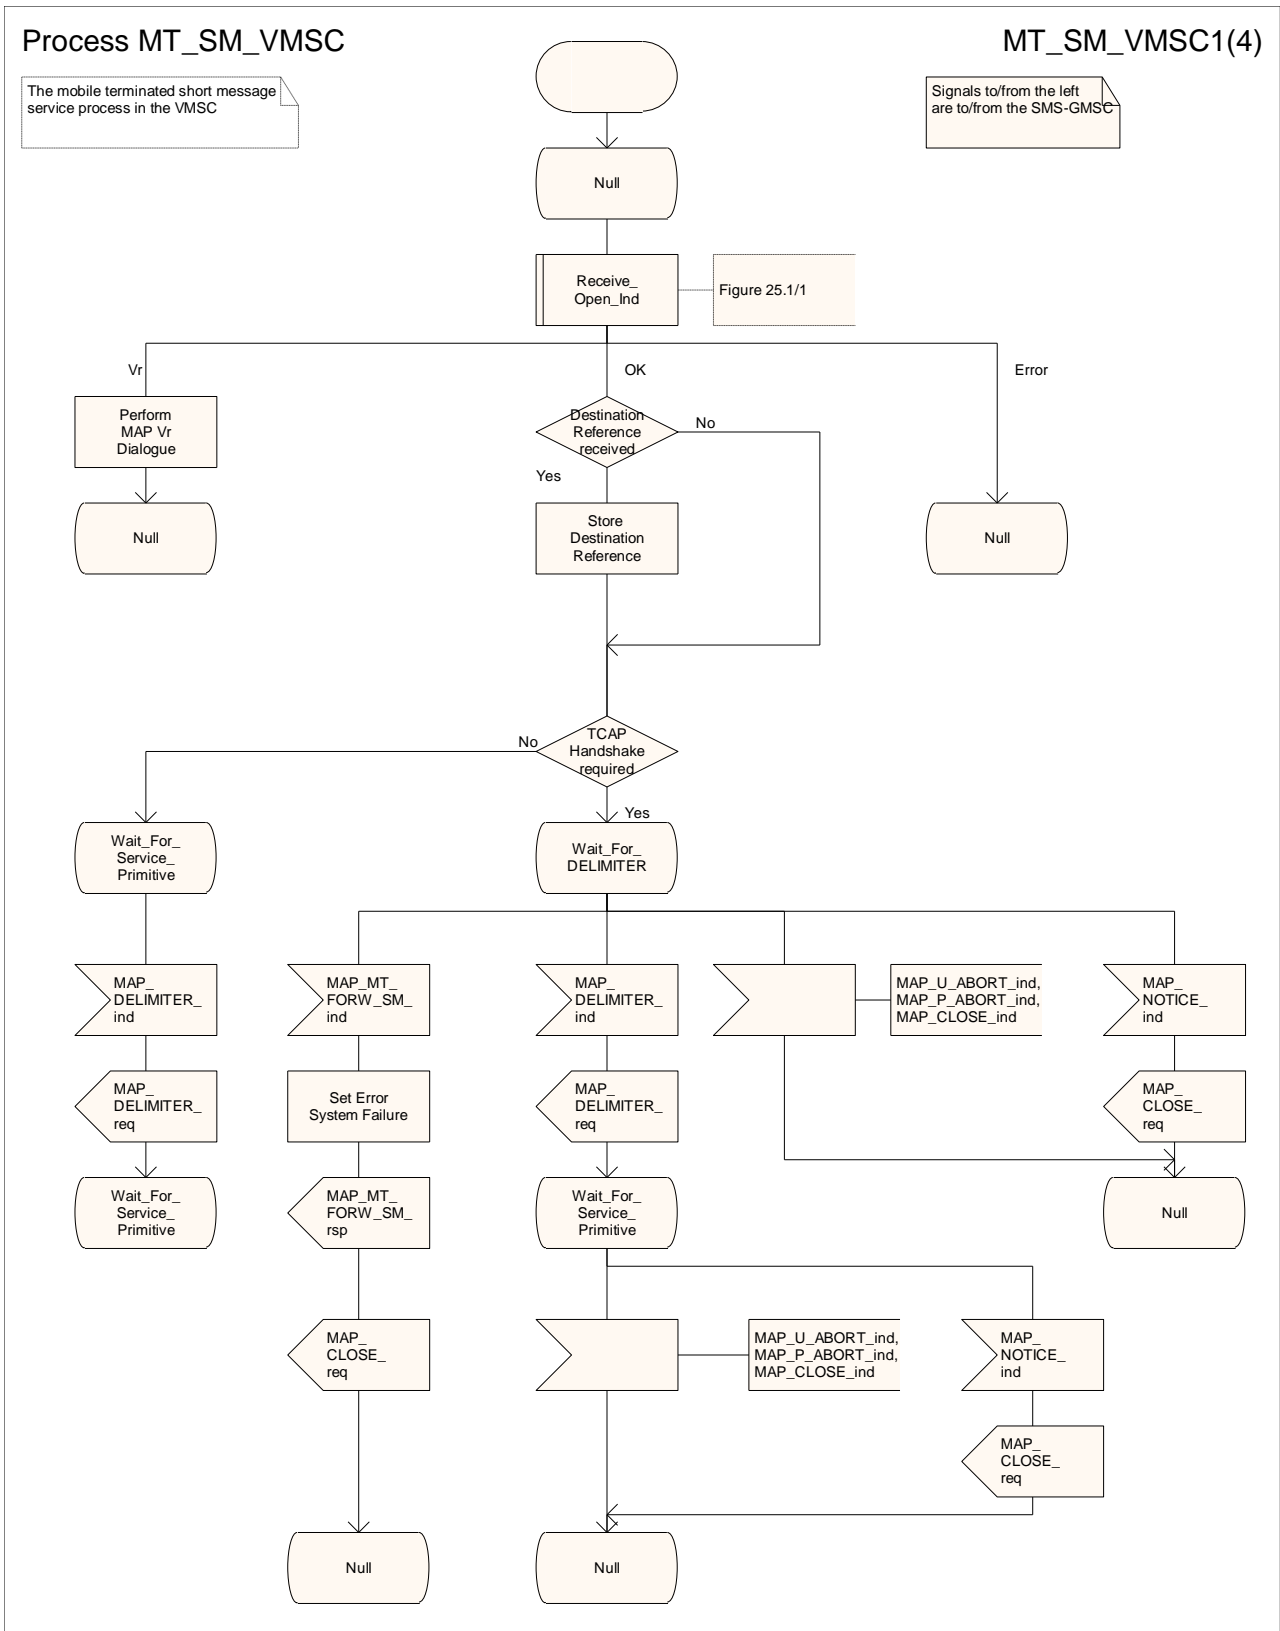 Process MT_SM_VMSC
MT_SM_VMSC1(4)
The mobile terminated short message
service process in the VMSC
Signals to/from the left
are to/from the SMS-GMSC
Null
Receive_
Open_Ind
Figure 25.1/1
Vr
OK
Error
Perform
MAP Vr
Dialogue
Destination
Reference
received
No
Yes
Null
Store
Destination
Reference
Null
TCAP
Handshake
required
No
Yes
Wait_For_
Service_
Primitive
Wait_For_
DELIMITER
MAP_
DELIMITER_
ind
MAP_MT_
FORW_SM_
ind
MAP_
DELIMITER_
ind
MAP_U_ABORT_ind,
MAP_P_ABORT_ind,
MAP_CLOSE_ind
MAP_
NOTICE_
ind
MAP_
DELIMITER_
req
Set Error
System Failure
MAP_
DELIMITER_
req
MAP_
CLOSE_
req
Wait_For_
Service_
Primitive
MAP_MT_
FORW_SM_
rsp
Wait_For_
Service_
Primitive
Null
MAP_
CLOSE_
req
MAP_U_ABORT_ind,
MAP_P_ABORT_ind,
MAP_CLOSE_ind
MAP_
NOTICE_
ind
MAP_
CLOSE_
req
Null
Null